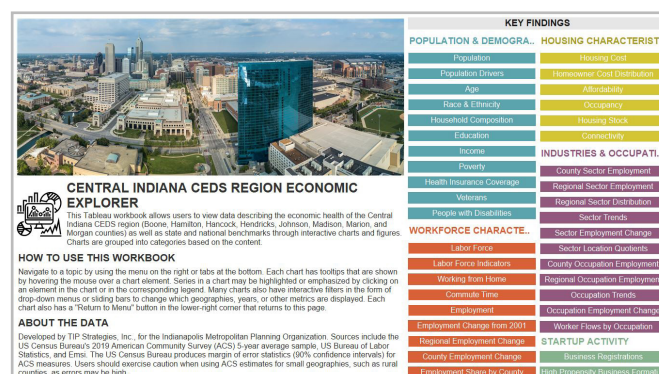 KEY FINDINGS
POPULATION & DEMOGRA..
Population
Population Drivers
Age
Race & Ethnicity
Household Composition
Education
Income
Poverty
Health Insurance Coverage
Veterans
People with Disabilities
WORKFORCE CHARACTE..
Labor Force
Labor Force Indicators
Working from Home
Commute Time
Employment
Employment Change from 2001
Regional Employment Change
County Employment Change
Employment Share by County
HOUSING CHARACTERIST
Housing Cost
Homeowner Cost Distribution
Affordability
Occupancy
Housing Stock
Connectivity
INDUSTRIES & OCCUPATI..
County Sector Employment
Regional Sector Employment
Regional Sector Distribution
Sector Trends
Sector Employment Change
Sector Location Quotients
County Occupation Employment
Regional Occupation Employmen
Occupation Trends
Occupation Employment Change
Worker Flows by Occupation
STARTUP ACTIVITY
Business Registrations
High Propensity Business Formati
CENTRAL INDIANA CEDS REGION ECONOMIC
EXPLORER
This Tableau workbook allows users to view data describing the economic health of the Central
Indiana CEDS region (Boone, Hamilton, Hancock, Hendricks, Johnson, Madison, Marion, and
Morgan counties) as well as state and national benchmarks through interactive charts and figures.
Charts are grouped into categories based on the content.
HOW TO USE THIS WORKBOOK
Navigate to a topic by using the menu on the right or tabs at the bottom. Each chart has tooltips that are shown
by hovering the mouse over a chart element. Series in a chart may be highlighted or emphasized by clicking on
an element in the chart or in the corresponding legend. Many charts also have interactive filters in the form of
drop-down menus or sliding bars to change which geographies, years, or other metrics are displayed. Each
chart also has a "Return to Menu" button in the lower-right corner that returns to this page.
ABOUT THE DATA
Developed by TIP Strategies, Inc., for the Indianapolis Metropolitan Planning Organization. Sources include the
US Census Bureau's 2019 American Community Survey (ACS) 5-year average sample, US Bureau of Labor
Statistics, and Emsi. The US Census Bureau produces margin of error statistics (90% confidence intervals) for
ACS measures. Users should exercise caution when using ACS estimates for small geographies, such as rural
counties, as errors may be high.